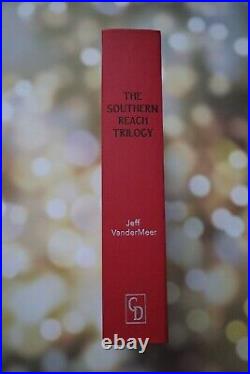 THE
SOUTHERN
REACH
TRILOGY
Jeff
VanderMeer
CD